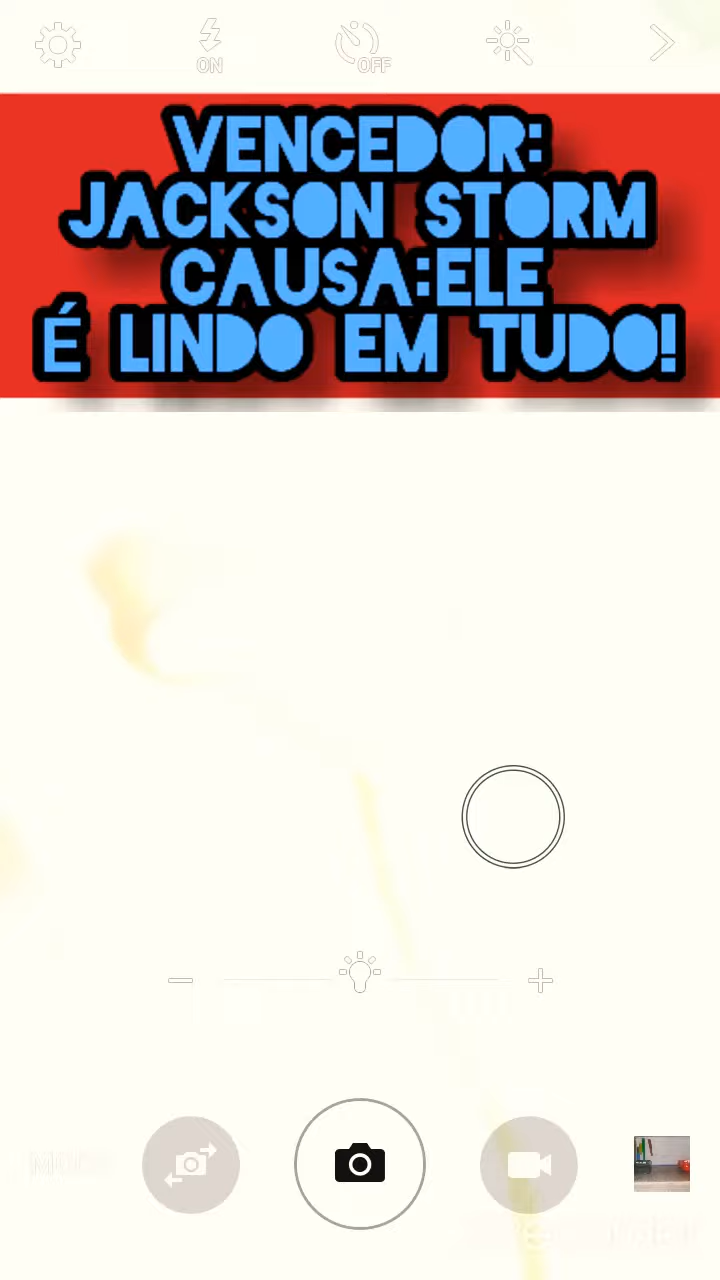 ON
OFF
VENCEDOR:
JACKSON STORM
CAUSA:ELE
É LINDO EM TUDO!